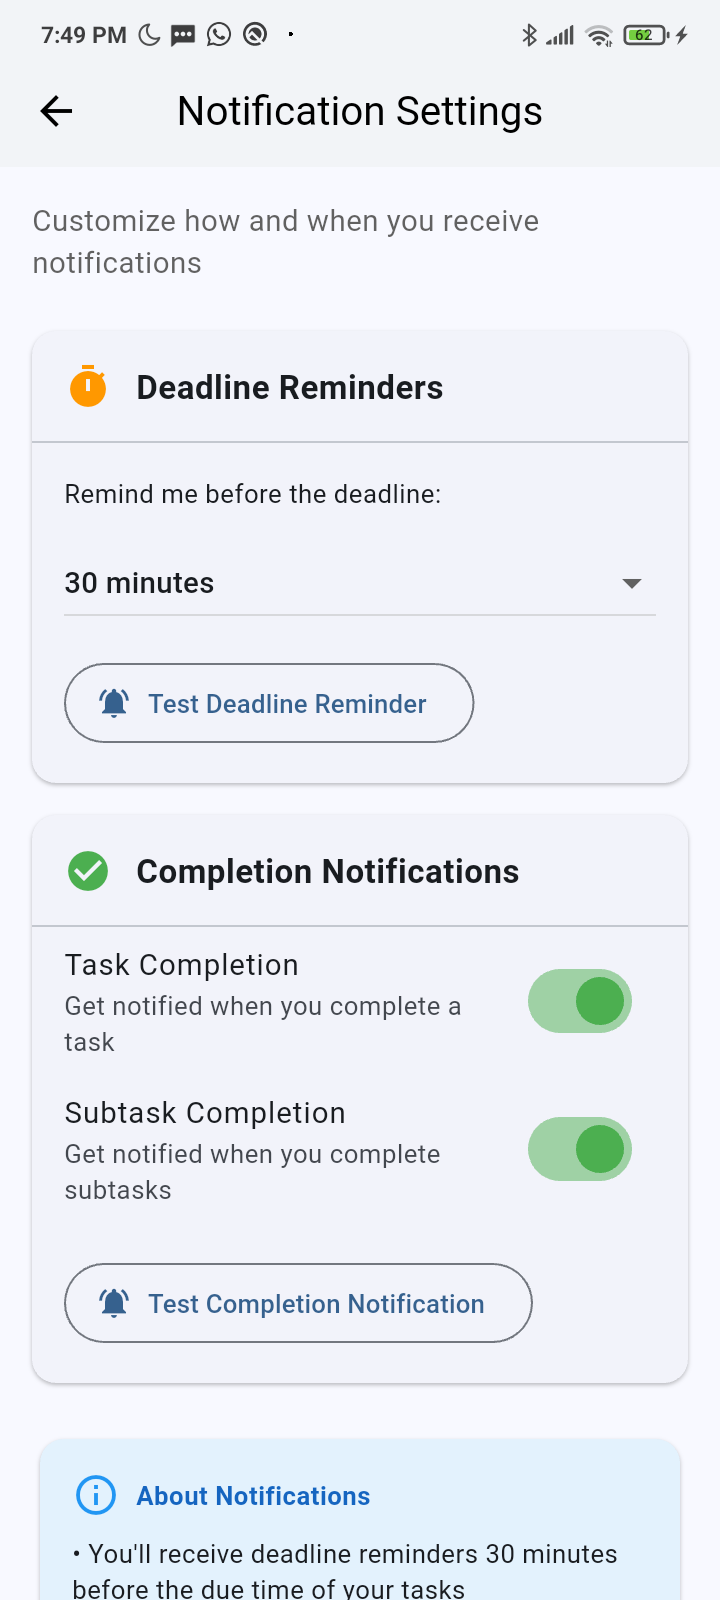 7:49 PM
62
Notification Settings
Customize how and when you receive
notifications
Deadline Reminders
Remind me before the deadline:
30 minutes
Test Deadline Reminder
Completion Notifications
Task Completion
Get notified when you complete a
task
Subtask Completion
Get notified when you complete
subtasks
Test Completion Notification
About Notifications
• You'll receive deadline reminders 30 minutes
before the due time of your tasks